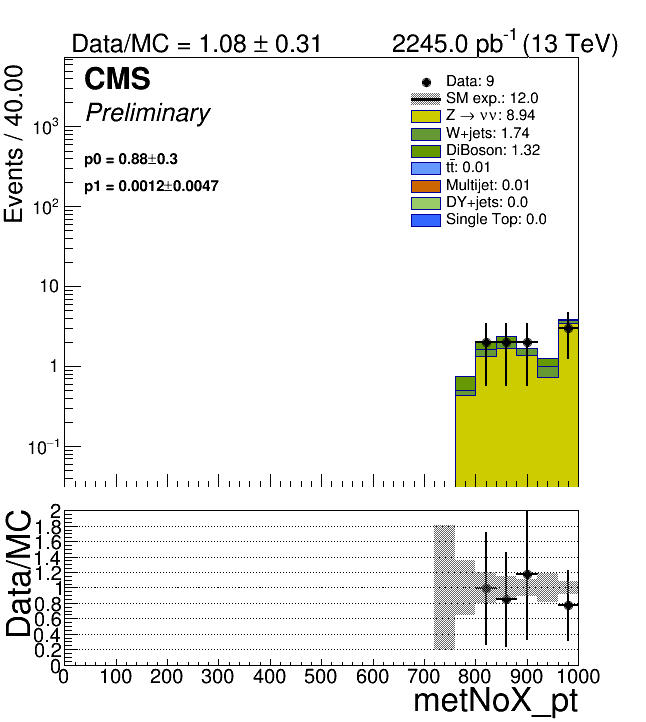 Data/MC = 1.08 ± 0.31
2245.0 pb⁻¹ (13 TeV)
CMS
Preliminary
p0 = 0.88±0.3
p1 = 0.0012±0.0047
Data: 9
SM exp.: 12.0
Z → νν: 8.94
W+jets: 1.74
DiBoson: 1.32
tt̄: 0.01
Multijet: 0.01
DY+jets: 0.0
Single Top: 0.0
Events / 40.00
10³
10²
10
1
10⁻¹
Data/MC
2
1.8
1.6
1.4
1.2
1
0.8
0.6
0.4
0.2
0
0 100 200 300 400 500 600 700 800 900 1000
metNoX_pt